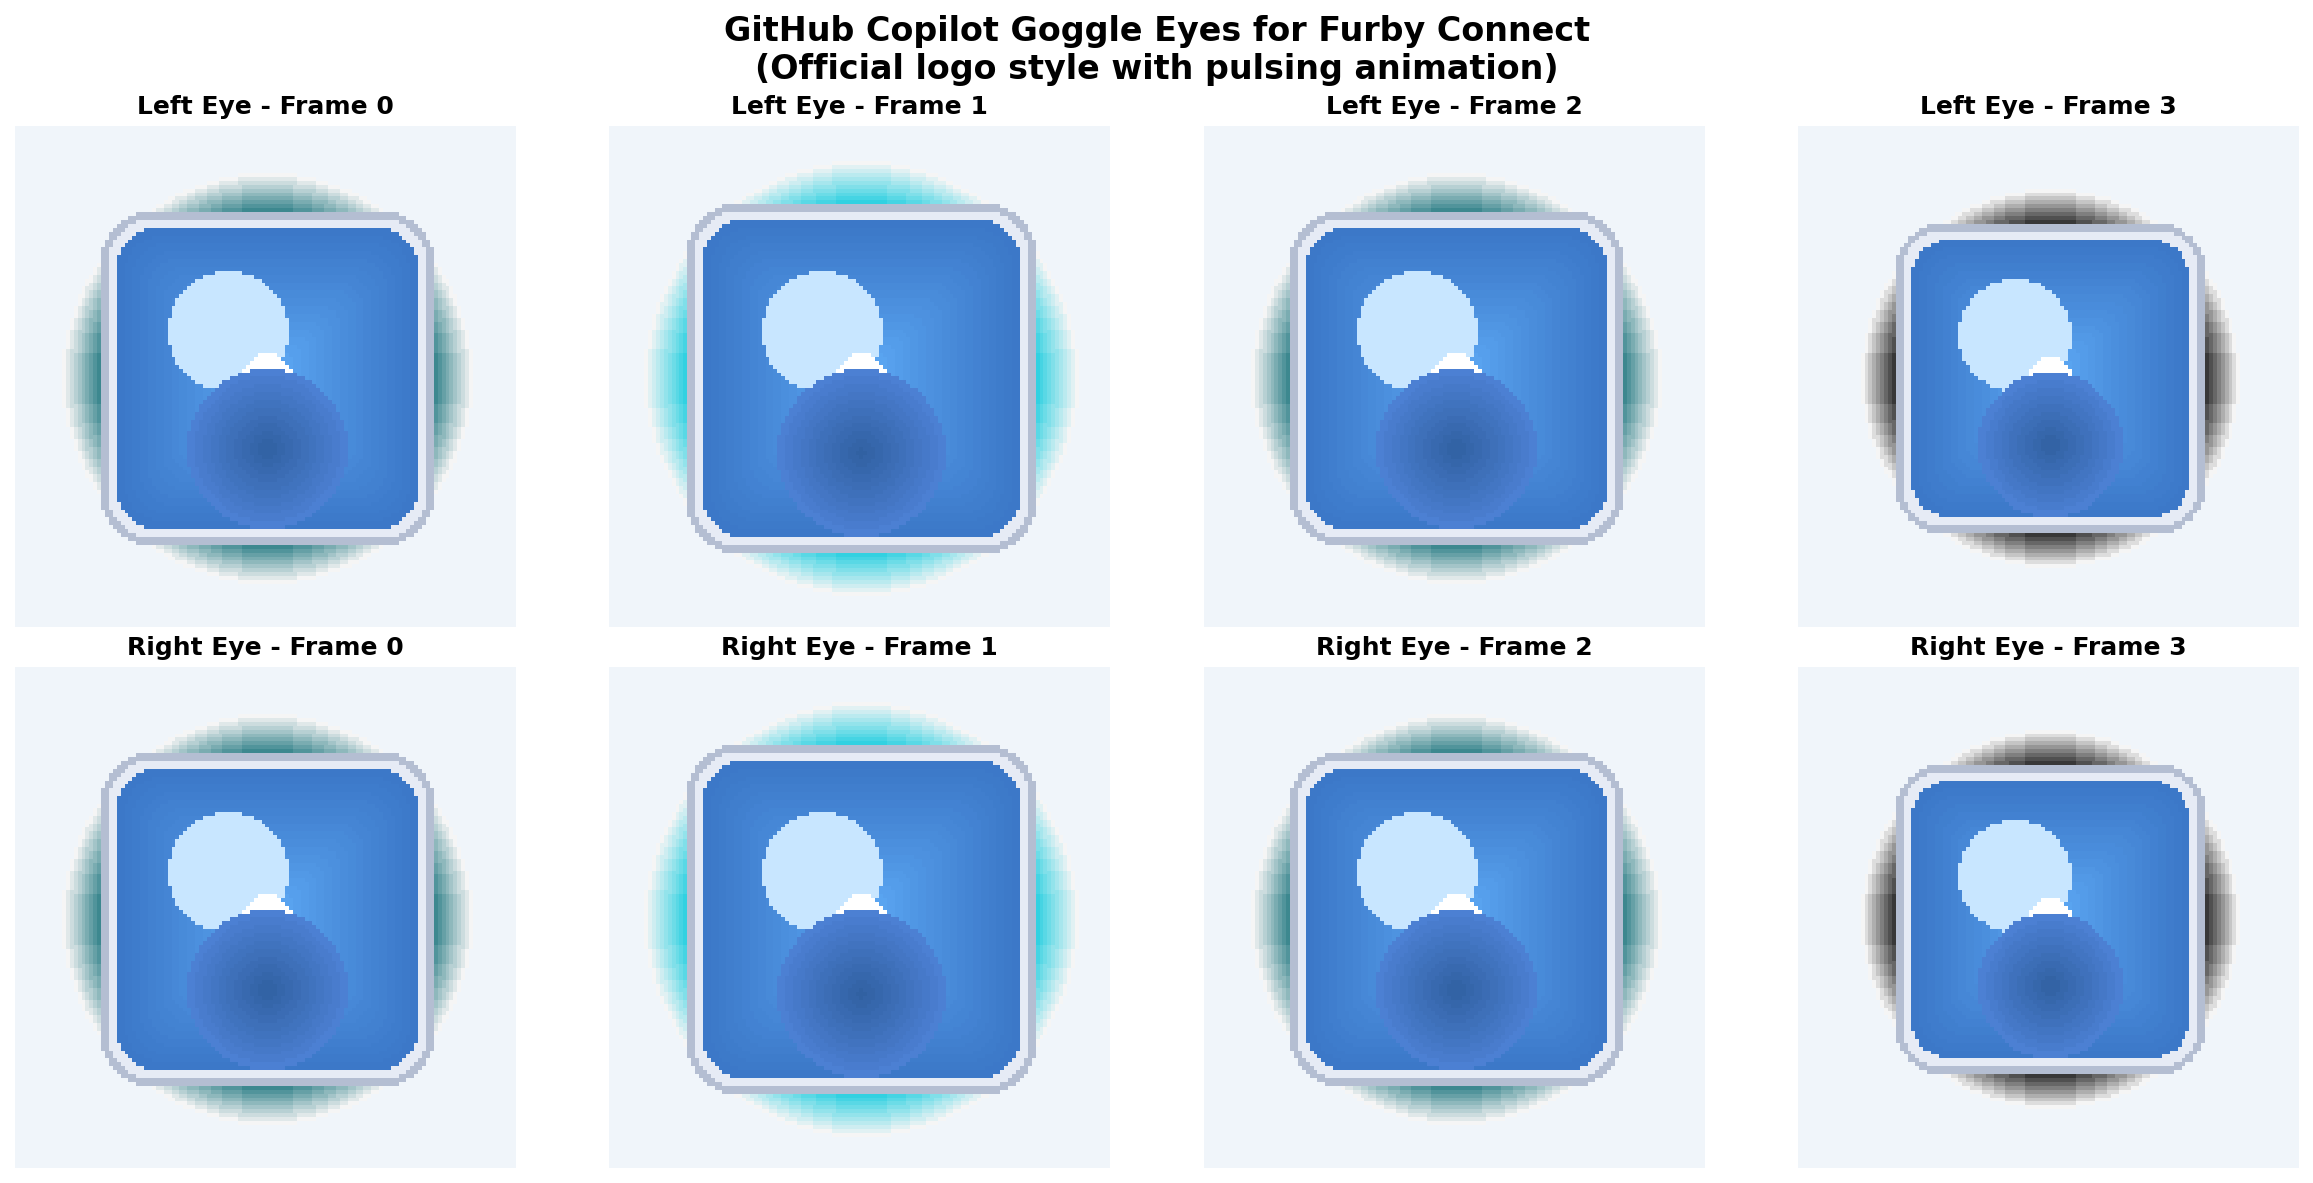 GitHub Copilot Goggle Eyes for Furby Connect
(Official logo style with pulsing animation)
Left Eye - Frame 0
Left Eye - Frame 1
Left Eye - Frame 2
Left Eye - Frame 3
Right Eye - Frame 0
Right Eye - Frame 1
Right Eye - Frame 2
Right Eye - Frame 3